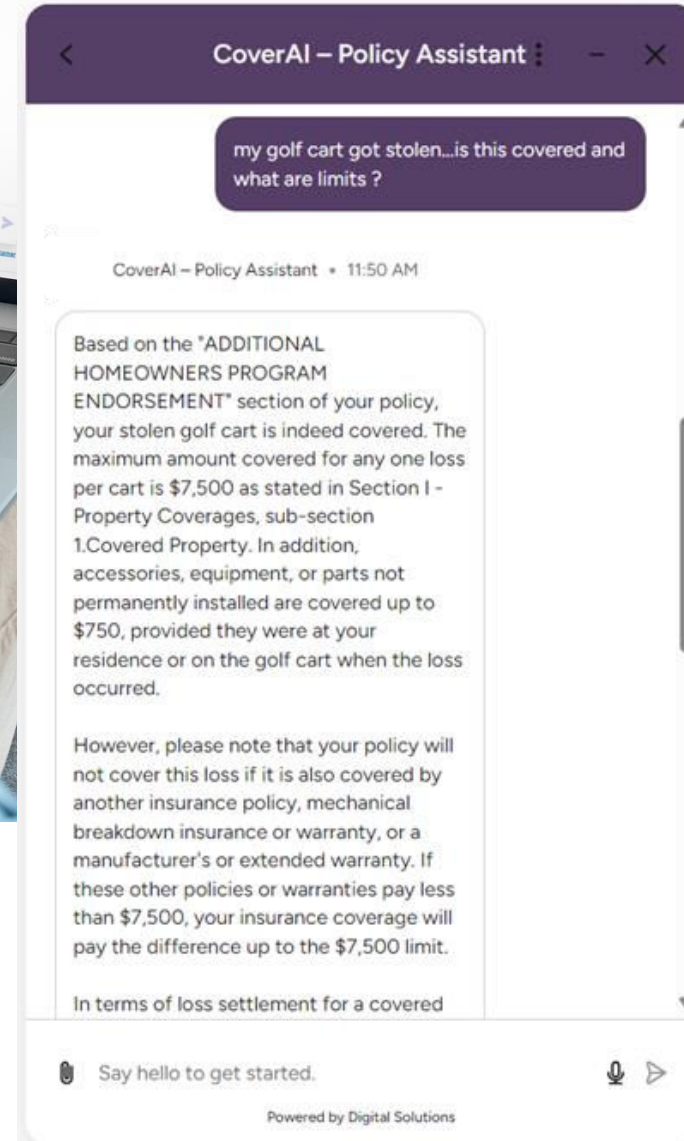 CoverAI – Policy Assistant
my golf cart got stolen...is this covered and
what are limits ?
CoverAI – Policy Assistant • 11:50 AM
Based on the "ADDITIONAL
HOMEOWNERS PROGRAM
ENDORSEMENT" section of your policy,
your stolen golf cart is indeed covered. The
maximum amount covered for any one loss
per cart is $7,500 as stated in Section I -
Property Coverages, sub-section
1.Covered Property. In addition,
accessories, equipment, or parts not
permanently installed are covered up to
$750, provided they were at your
residence or on the golf cart when the loss
occurred.
However, please note that your policy will
not cover this loss if it is also covered by
another insurance policy, mechanical
breakdown insurance or warranty, or a
manufacturer's or extended warranty. If
these other policies or warranties pay less
than $7,500, your insurance coverage will
pay the difference up to the $7,500 limit.
In terms of loss settlement for a covered
Say hello to get started.
Powered by Digital Solutions